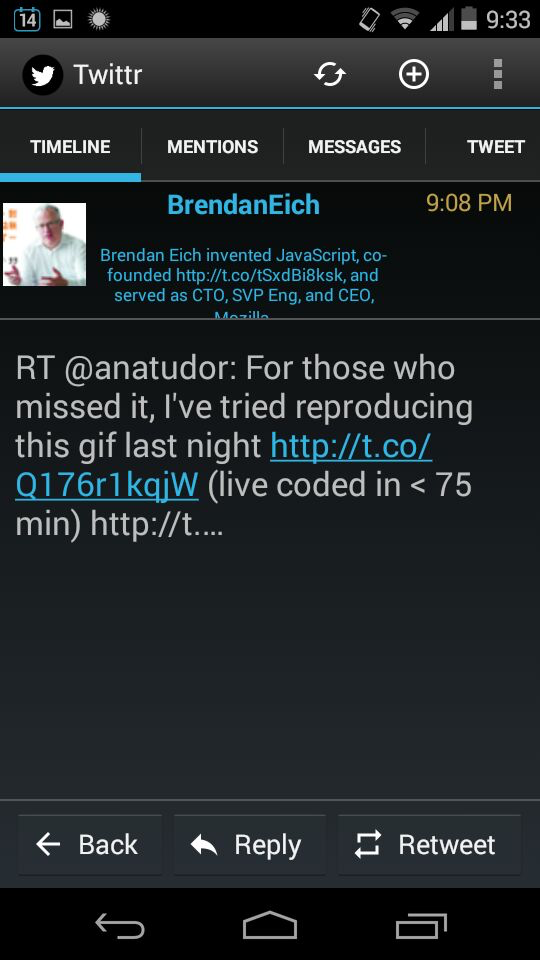 14
9:33
Twittr
TIMELINE
MENTIONS
MESSAGES
TWEET
BrendanEich
9:08 PM
Brendan Eich invented JavaScript, co-
founded http://t.co/tSxdBi8ksk, and
served as CTO, SVP Eng, and CEO,
Mozilla
RT @anatudor: For those who
missed it, I've tried reproducing
this gif last night http://t.co/
Q176r1kqjW (live coded in < 75
min) http://t.…
Back
Reply
Retweet